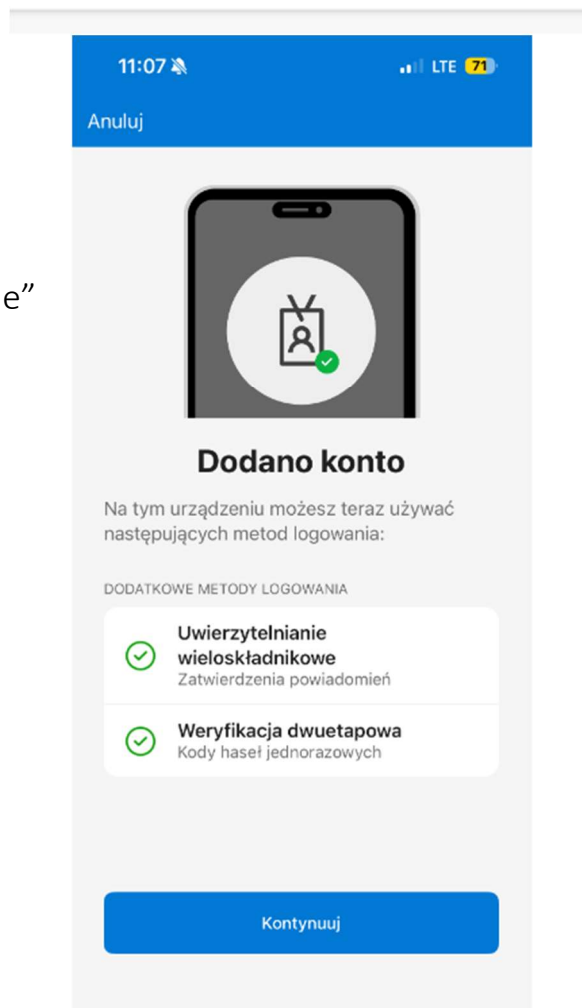 11:07 LTE 71
Anuluj
e”
Dodano konto
Na tym urządzeniu możesz teraz używać
następujących metod logowania:
DODATKOWE METODY LOGOWANIA
Uwierzytelnianie
wieloskładnikowe
Zatwierdzenia powiadomień
Weryfikacja dwuetapowa
Kody haseł jednorazowych
Kontynuuj